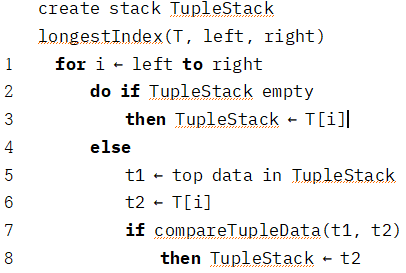 create stack TupleStack
longestIndex(T, left, right)
1 for i ← left to right
2 do if TupleStack empty
3 then TupleStack ← T[i]
4 else
5 t1 ← top data in TupleStack
6 t2 ← T[i]
7 if compareTupleData(t1, t2)
8 then TupleStack ← t2